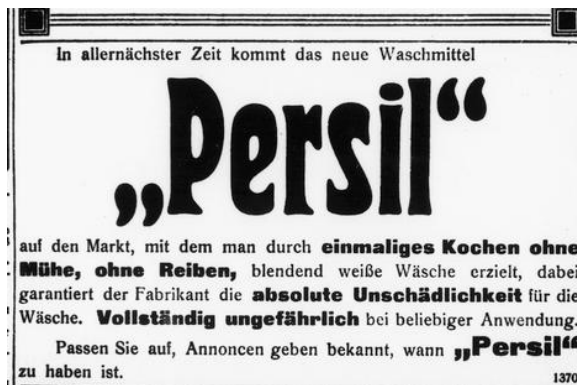 In allernächster Zeit kommt das neue Waschmittel
„Persil“
auf den Markt, mit dem man durch einmaliges Kochen ohne
Mühe, ohne Reiben, blendend weiße Wäsche erzielt, dabei
garantiert der Fabrikant die absolute Unschädlichkeit für die
Wäsche. Vollständig ungefährlich bei beliebiger Anwendung.
Passen Sie auf, Annoncen geben bekannt, wann „Persil“
zu haben ist.
1370